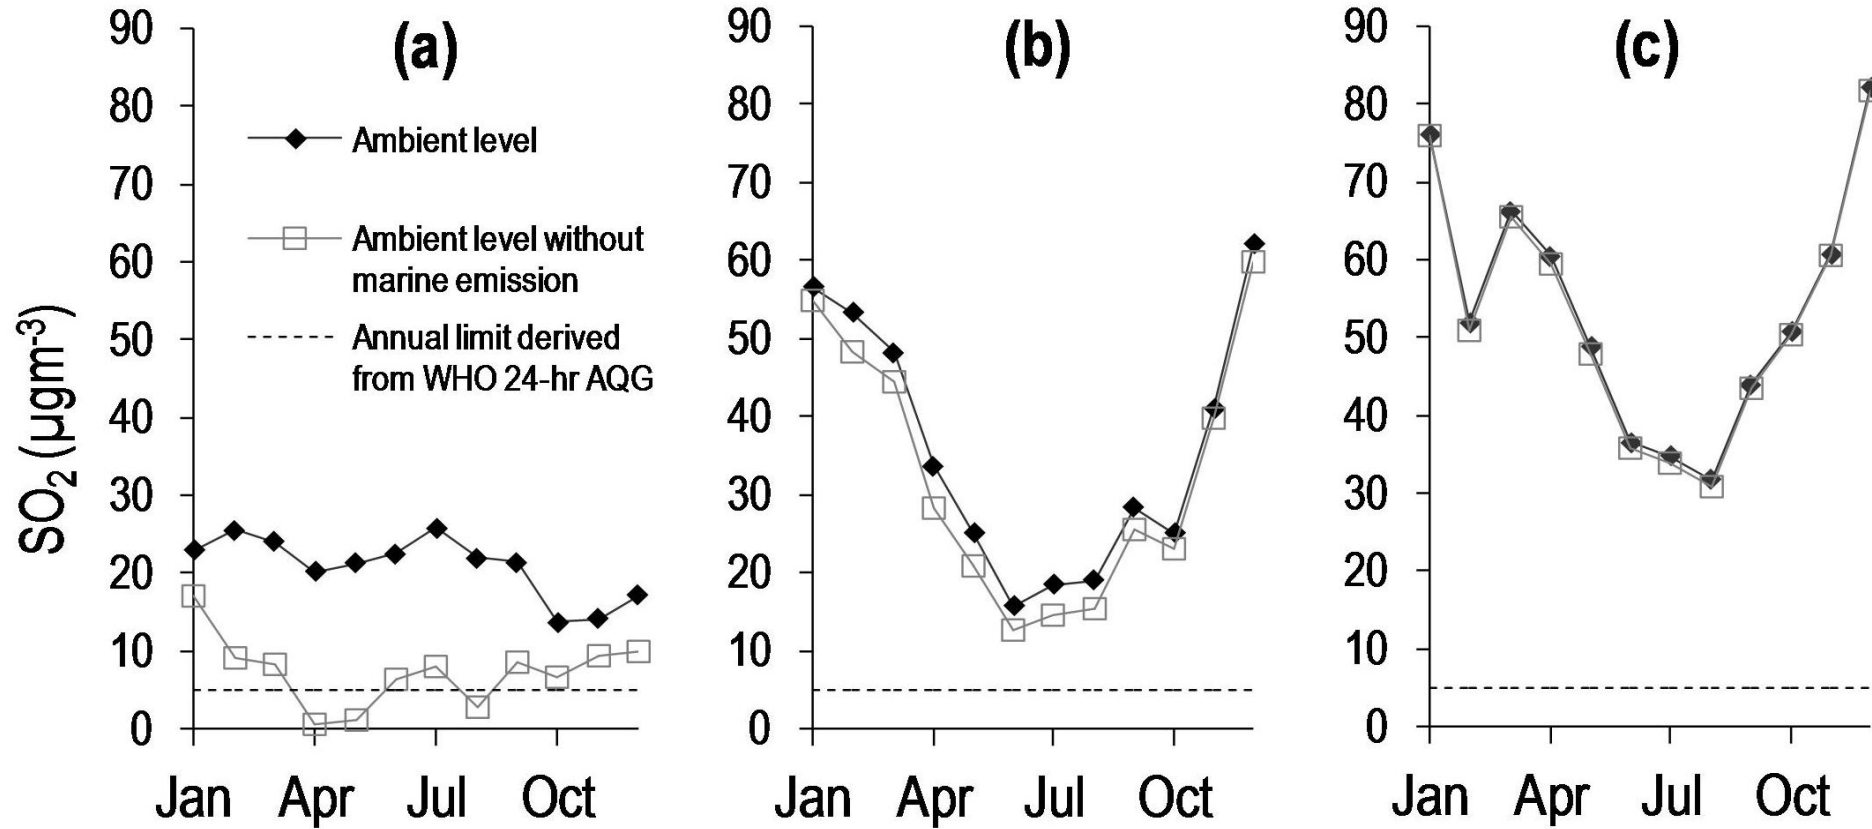 (a)
90
80
70
60
50
40
30
20
10
0
SO₂ (µgm⁻³)
Ambient level
Ambient level without
marine emission
Annual limit derived
from WHO 24-hr AQG
Jan Apr Jul Oct
(b)
90
80
70
60
50
40
30
20
10
0
Jan Apr Jul Oct
(c)
90
80
70
60
50
40
30
20
10
0
Jan Apr Jul Oct